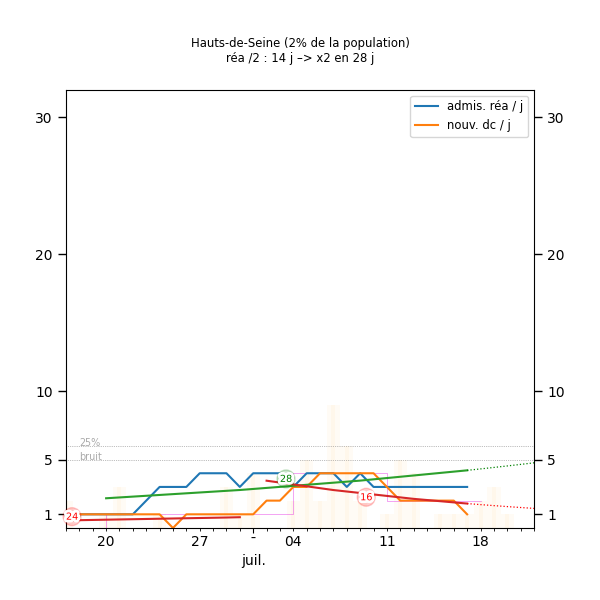 Hauts-de-Seine (2% de la population)
réa /2 : 14 j –> x2 en 28 j
admis. réa / j
nouv. dc / j
30 30
20 20
10 10
25%
bruit
5 5
28
16
24
1 1
20 27 - 04 11 18
juil.